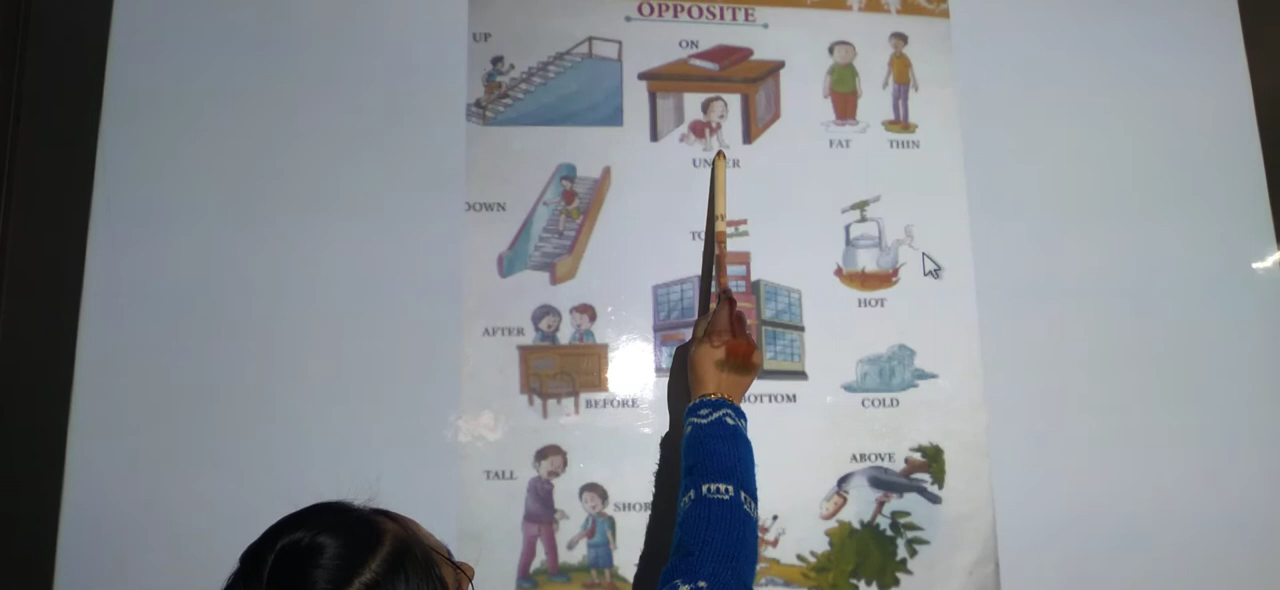 OPPOSITE
UP
ON
FAT THIN
DOWN
HOT
AFTER
BEFORE
BOTTOM
COLD
TALL
ABOVE